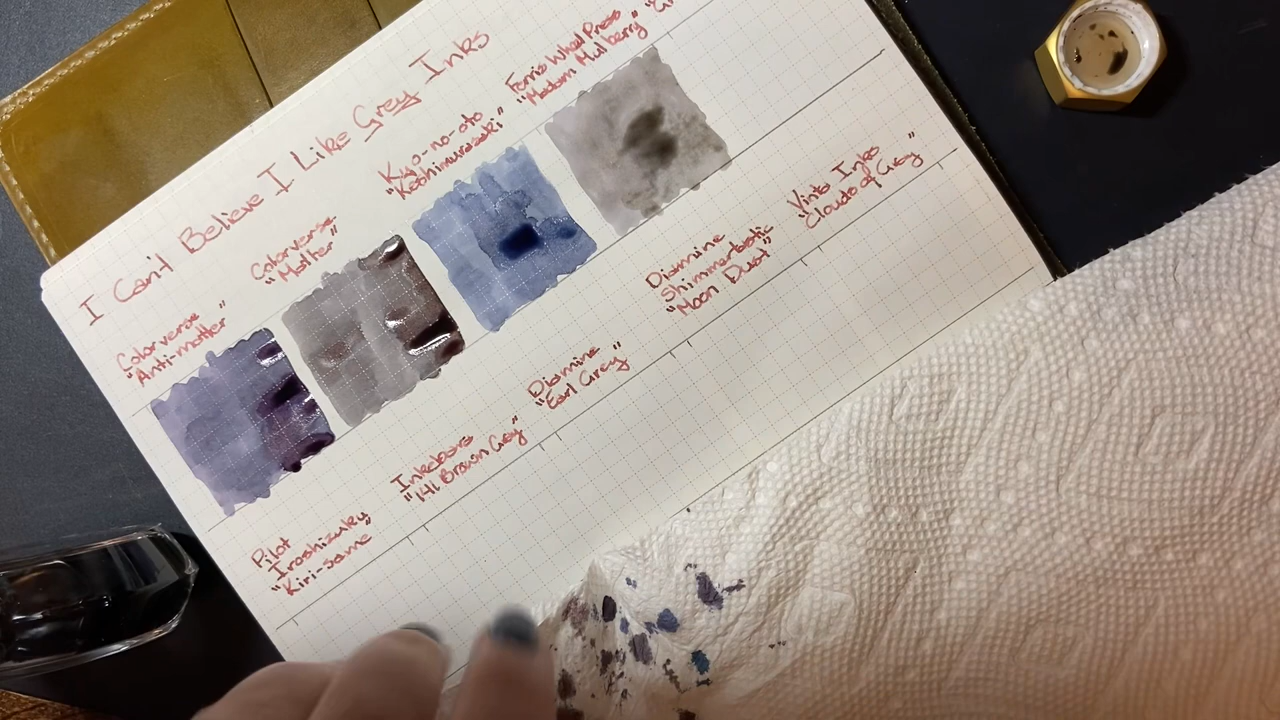 I Can't Believe I Like Grey Inks
Colorverse
"Anti-matter"
Colorverse
"Matter"
Kyo-no-oto
"Keshimurasaki"
Ferris Wheel Press
"Madam Mulberry"
Pilot
Iroshizuku
"Kiri-same"
Inkebara
"141 Brown Grey"
Diamine
"Earl Grey"
Diamine
Shimmertastic
"Moon Dust"
Vinta Inks
"Clouds of Grey"